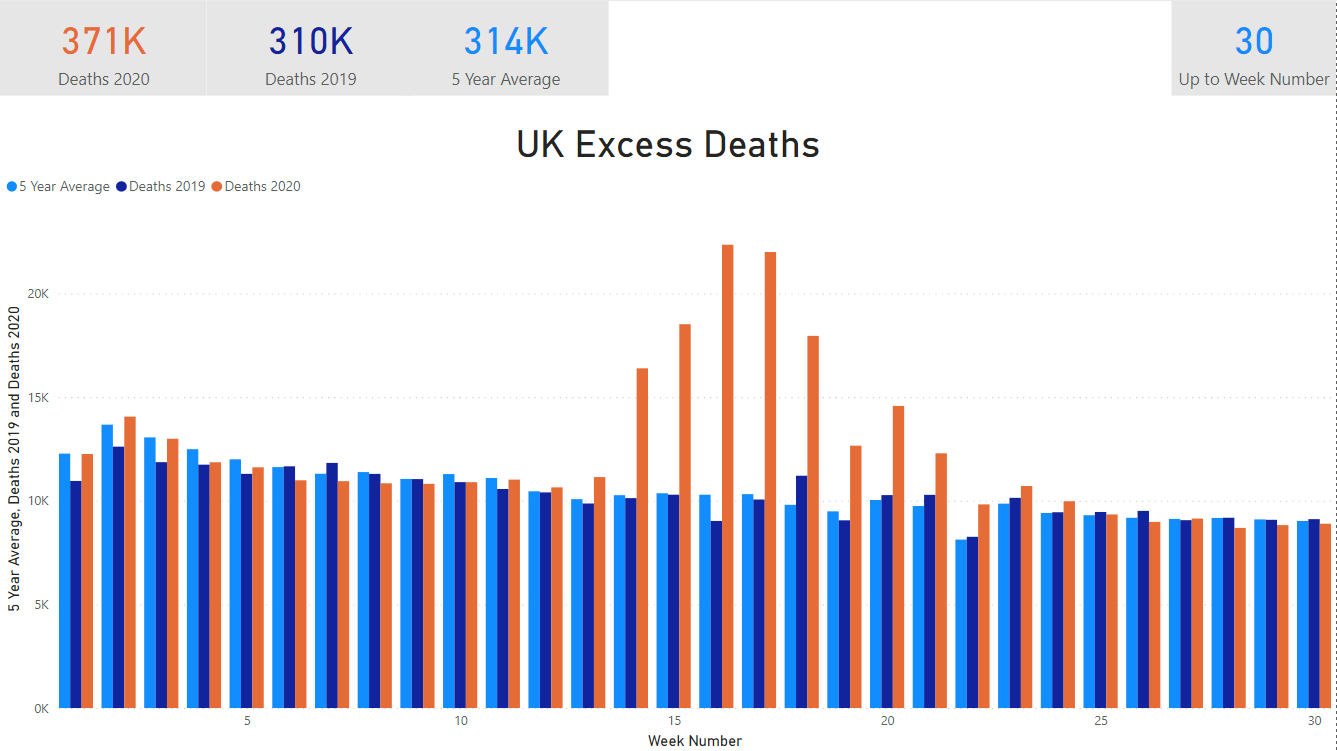 371K
Deaths 2020
310K
Deaths 2019
314K
5 Year Average
30
Up to Week Number
UK Excess Deaths
5 Year Average Deaths 2019 Deaths 2020
5 Year Average, Deaths 2019 and Deaths 2020
20K
15K
10K
5K
0K
5 10 15 20 25 30
Week Number